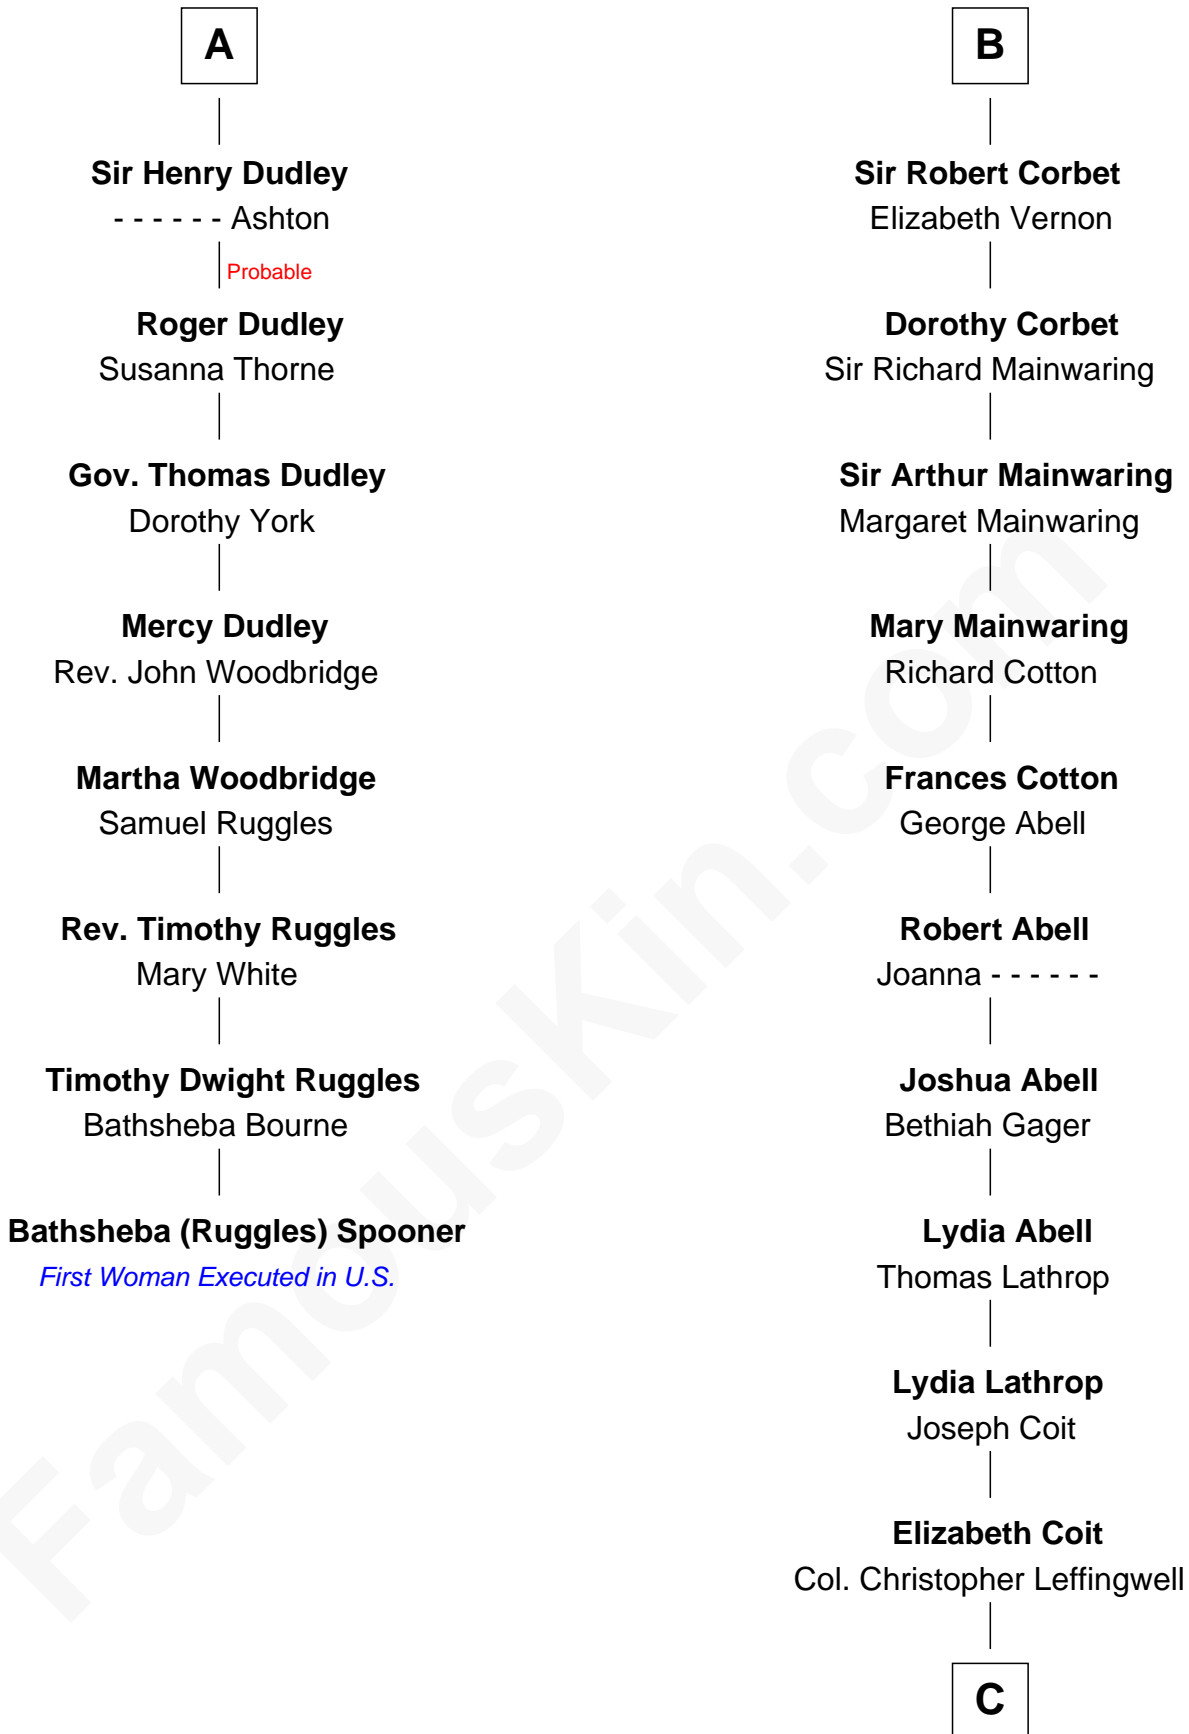 A
Sir Henry Dudley
- - - - - - Ashton
Probable
Roger Dudley
Susanna Thorne
Gov. Thomas Dudley
Dorothy York
Mercy Dudley
Rev. John Woodbridge
Martha Woodbridge
Samuel Ruggles
Rev. Timothy Ruggles
Mary White
Timothy Dwight Ruggles
Bathsheba Bourne
Bathsheba (Ruggles) Spooner
First Woman Executed in U.S.
B
Sir Robert Corbet
Elizabeth Vernon
Dorothy Corbet
Sir Richard Mainwaring
Sir Arthur Mainwaring
Margaret Mainwaring
Mary Mainwaring
Richard Cotton
Frances Cotton
George Abell
Robert Abell
Joanna - - - - - -
Joshua Abell
Bethiah Gager
Lydia Abell
Thomas Lathrop
Lydia Lathrop
Joseph Coit
Elizabeth Coit
Col. Christopher Leffingwell
C
FamousKin.com